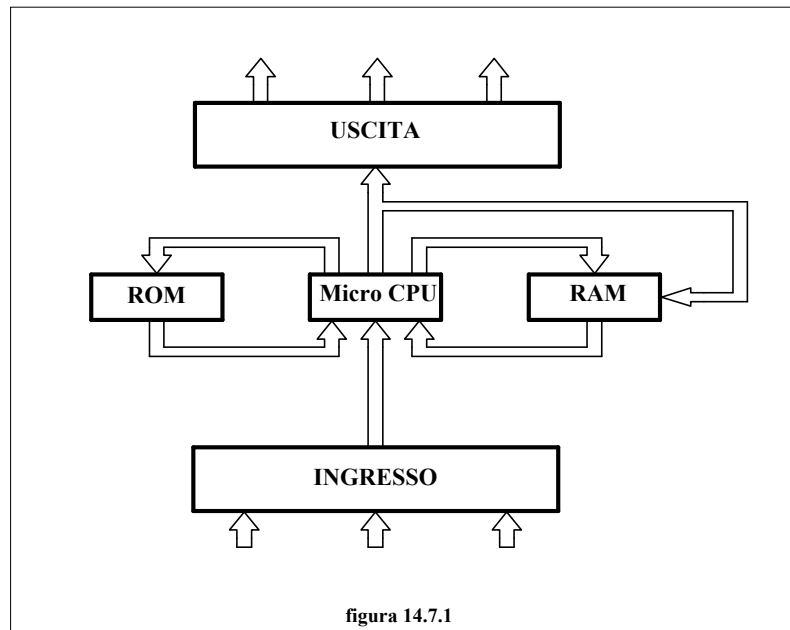 USCITA
ROM
Micro CPU
RAM
INGRESSO
figura 14.7.1